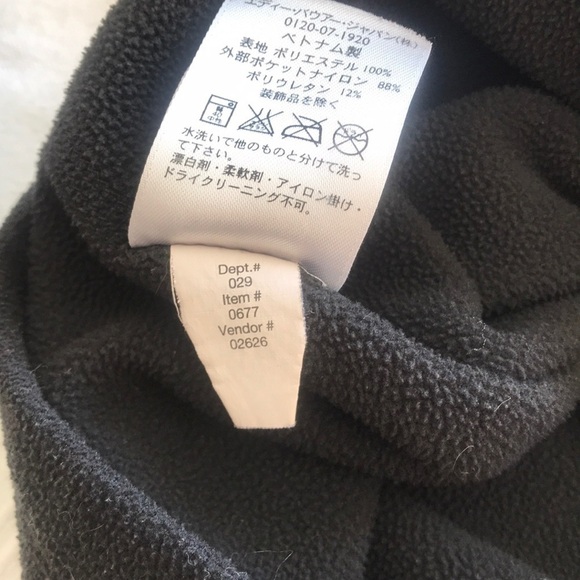 エディー・バウアー・ジャパン(株)
0120-07-1920
ベトナム製
表地 ポリエステル 100%
外部ポケットナイロン 88%
ポリウレタン 12%
装飾品を除く
40
中性
水洗いで他のものと分けて洗っ
て下さい。
漂白剤・柔軟剤・アイロン掛け・
ドライクリーニング不可。
Dept.#
029
Item #
0677
Vendor #
02626